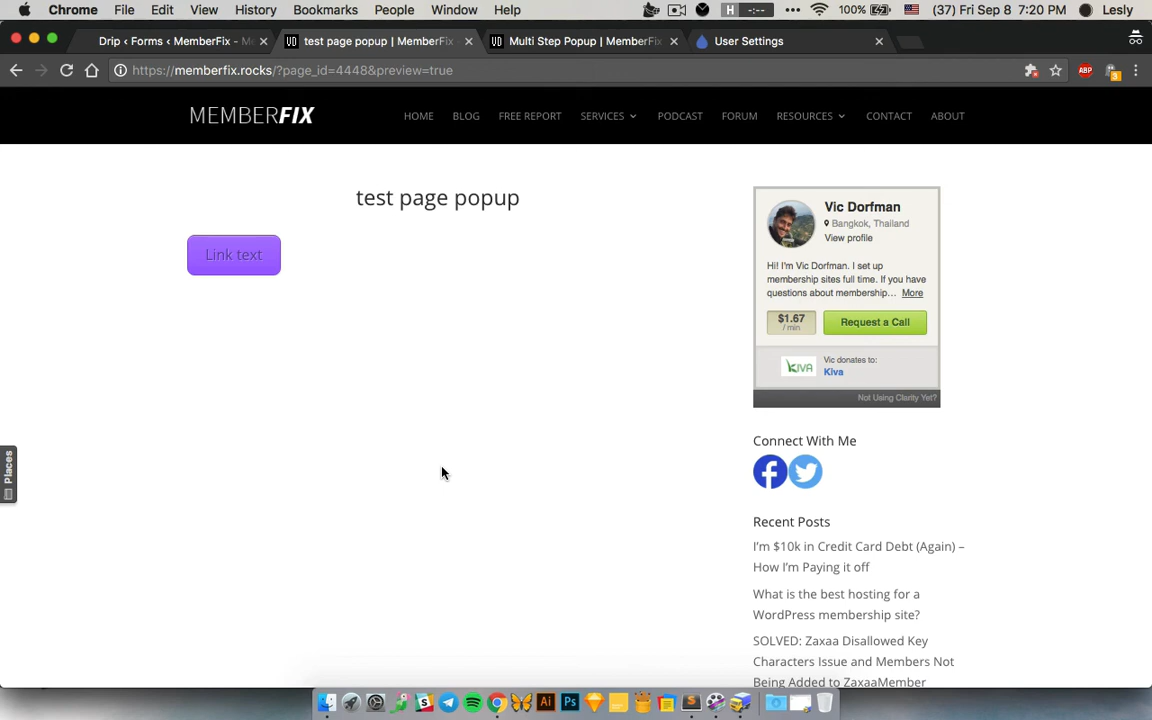 Chrome File Edit View History Bookmarks People Window Help H -:-- 100% (37) Fri Sep 8 7:20 PM Lesly
Drip ‹ Forms ‹ MemberFix - test page popup | MemberFix Multi Step Popup | MemberFix User Settings
https://memberfix.rocks/?page_id=4448&preview=true ABP 3
MEMBERFIX HOME BLOG FREE REPORT SERVICES PODCAST FORUM RESOURCES CONTACT ABOUT
test page popup
Link text
Vic Dorfman
Bangkok, Thailand
View profile
Hi! I'm Vic Dorfman. I set up
membership sites full time. If you have
questions about membership... More
$1.67
/ min
Request a Call
KIVA
Vic donates to:
Kiva
Not Using Clarity Yet?
Places
Connect With Me
Recent Posts
I'm $10k in Credit Card Debt (Again) –
How I'm Paying it off
What is the best hosting for a
WordPress membership site?
SOLVED: Zaxaa Disallowed Key
Characters Issue and Members Not
Being Added to ZaxaaMember
Ai Ps